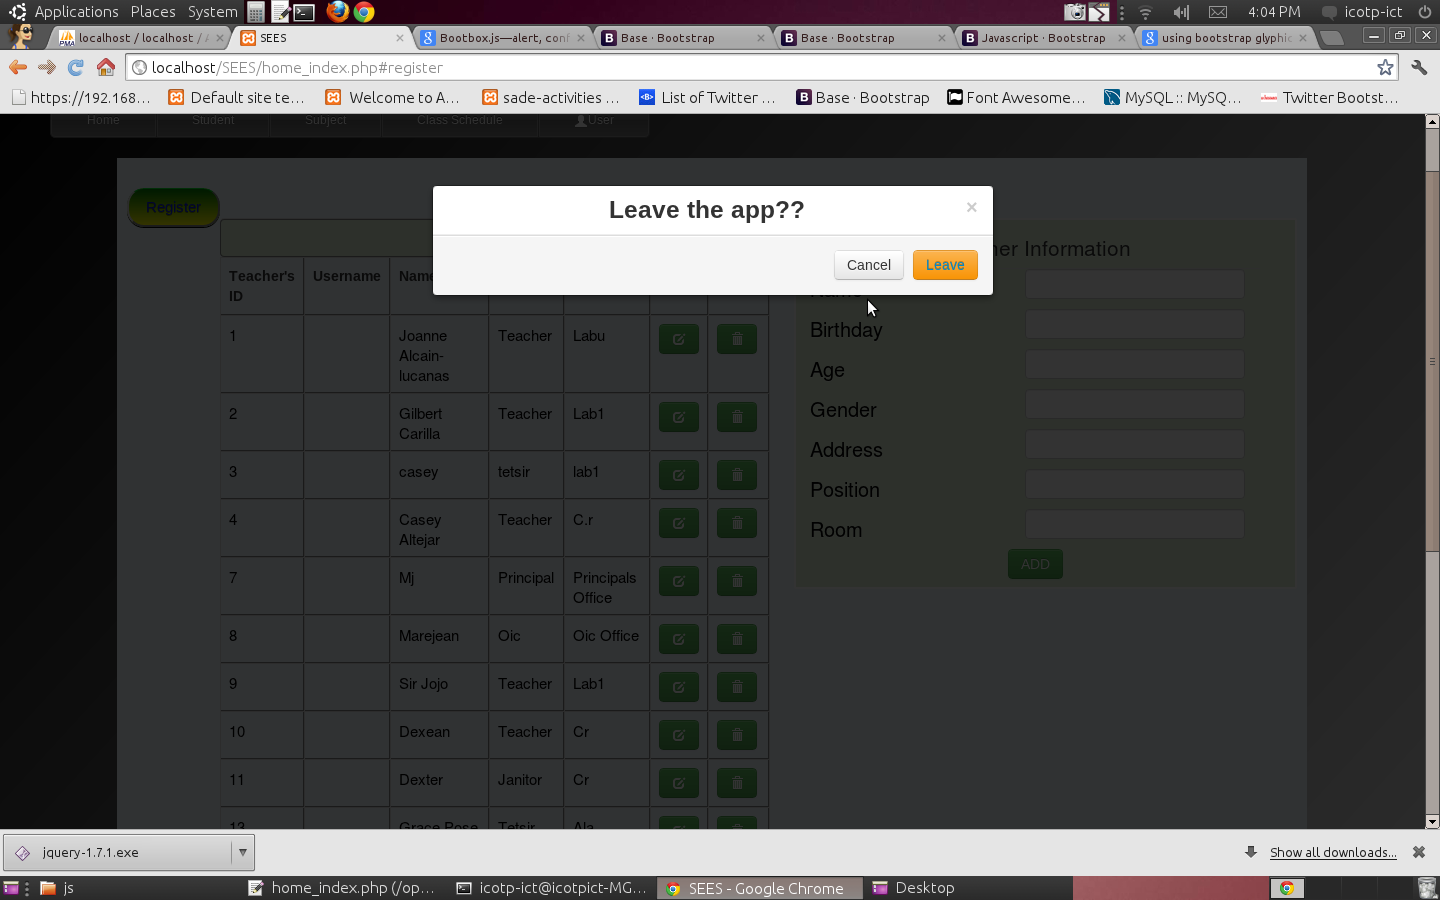 Applications Places System
4:04 PM icotp-ict
localhost / localhost / 
SEES
Bootbox.js—alert, conf
Base · Bootstrap
Base · Bootstrap
Javascript · Bootstrap
using bootstrap glyphic
localhost/SEES/home_index.php#register
https://192.168...
Default site te...
Welcome to A...
sade-activities ...
List of Twitter ...
Base · Bootstrap
Font Awesome...
MySQL :: MySQ...
Twitter Bootst...
Home Student Subject Class Schedule User
Register
Leave the app??
×
Cancel Leave
Teacher's ID Username Name
1 Joanne Alcain-lucanas Teacher Labu
2 Gilbert Carilla Teacher Lab1
3 casey tetsir lab1
4 Casey Altejar Teacher C.r
7 Mj Principal Principals Office
8 Marejean Oic Oic Office
9 Sir Jojo Teacher Lab1
10 Dexean Teacher Cr
11 Dexter Janitor Cr
13 Grace Pose Tetsir Ala
Information
Name
Birthday
Age
Gender
Address
Position
Room
ADD
jquery-1.7.1.exe
Show all downloads...
js
home_index.php (/op...
icotp-ict@icotpict-MG...
SEES - Google Chrome
Desktop